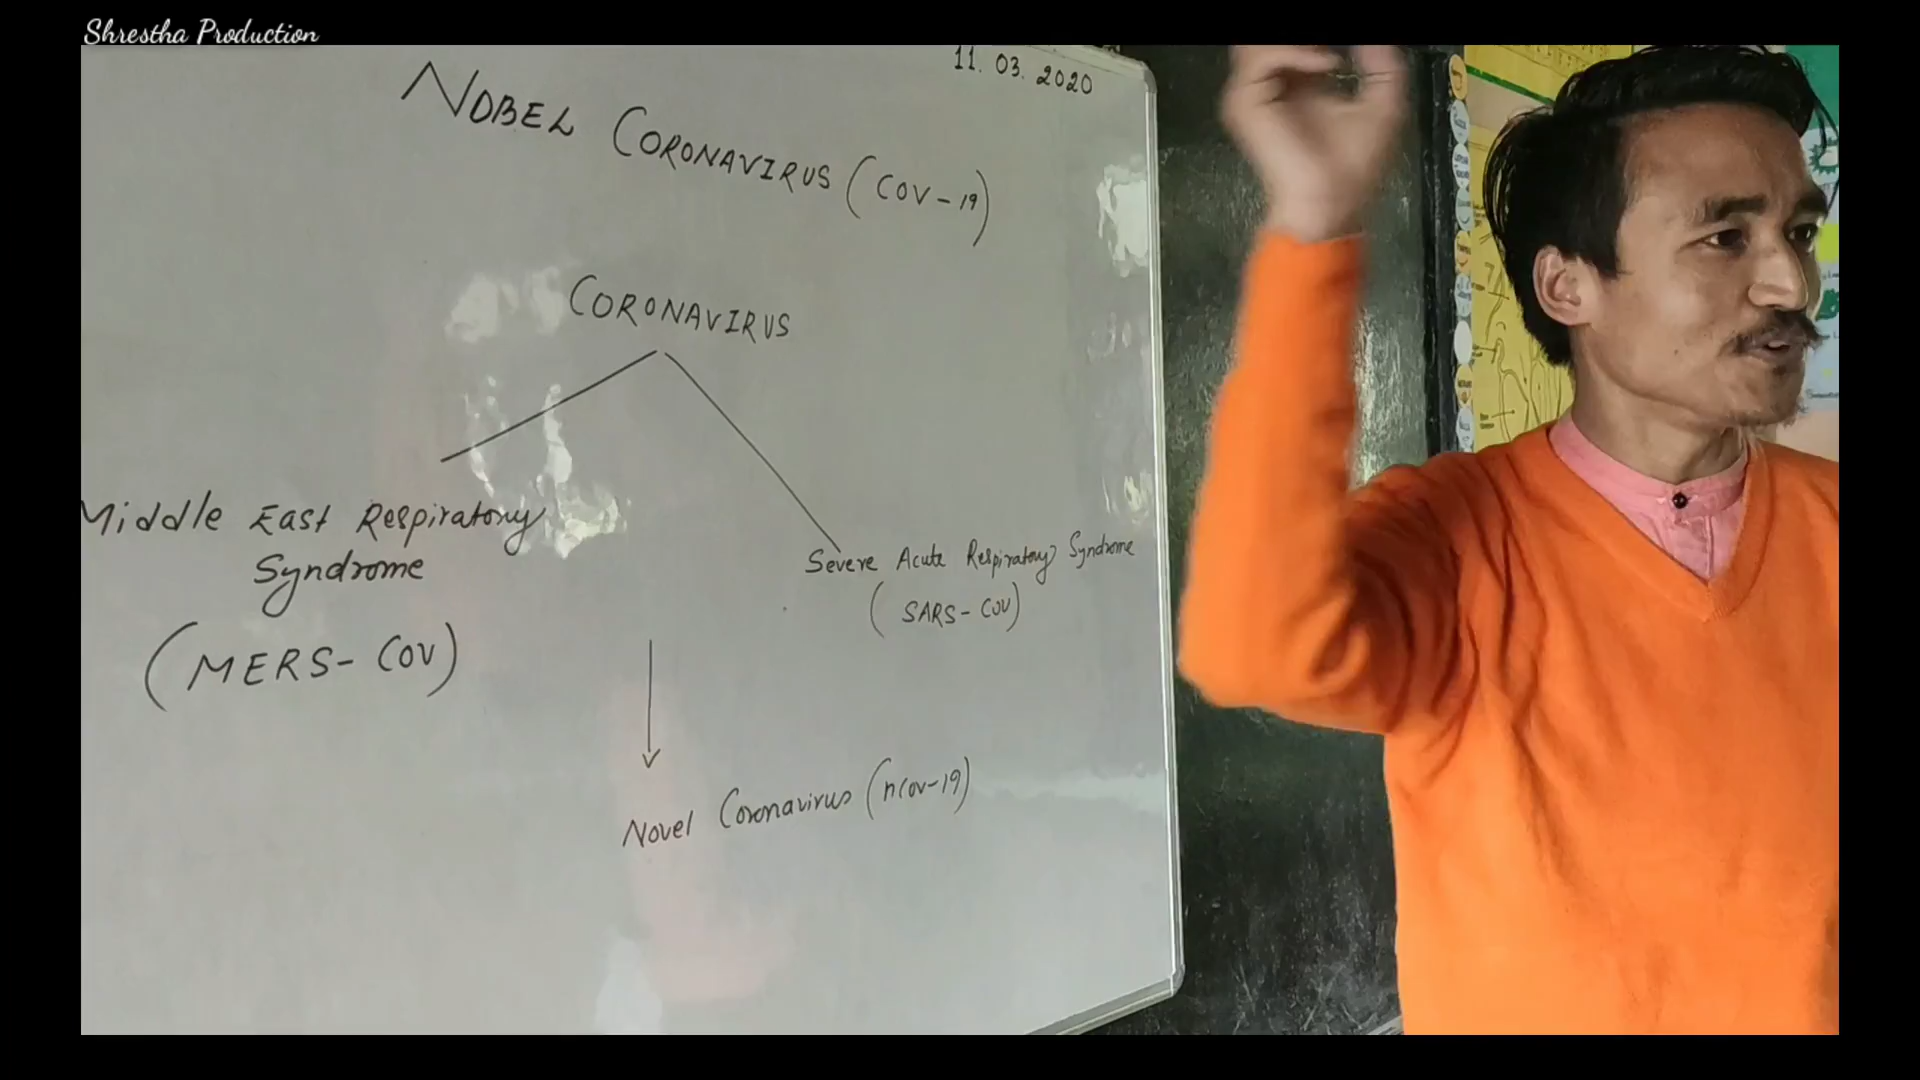 Shrestha Production
11. 03. 2020
NOBEL CORONAVIRUS (COV-19)
CORONAVIRUS
Middle East Respiratory
Syndrome
(MERS-COV)
Severe Acute Respiratory Syndrome
(SARS-COV)
Novel Coronavirus (nCov-19)